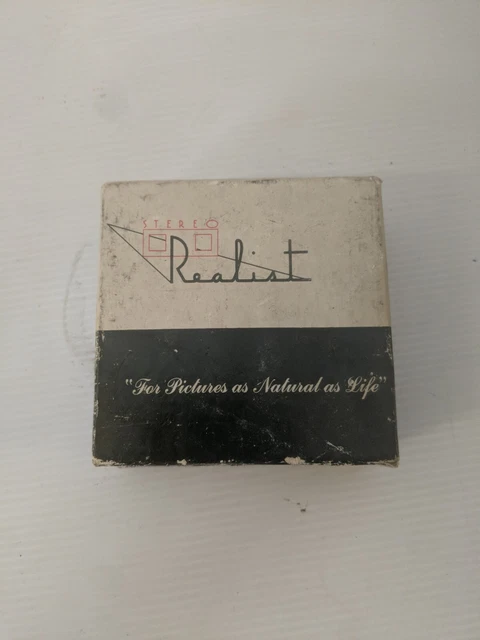 STEREO
Realist
"For Pictures as Natural as Life"